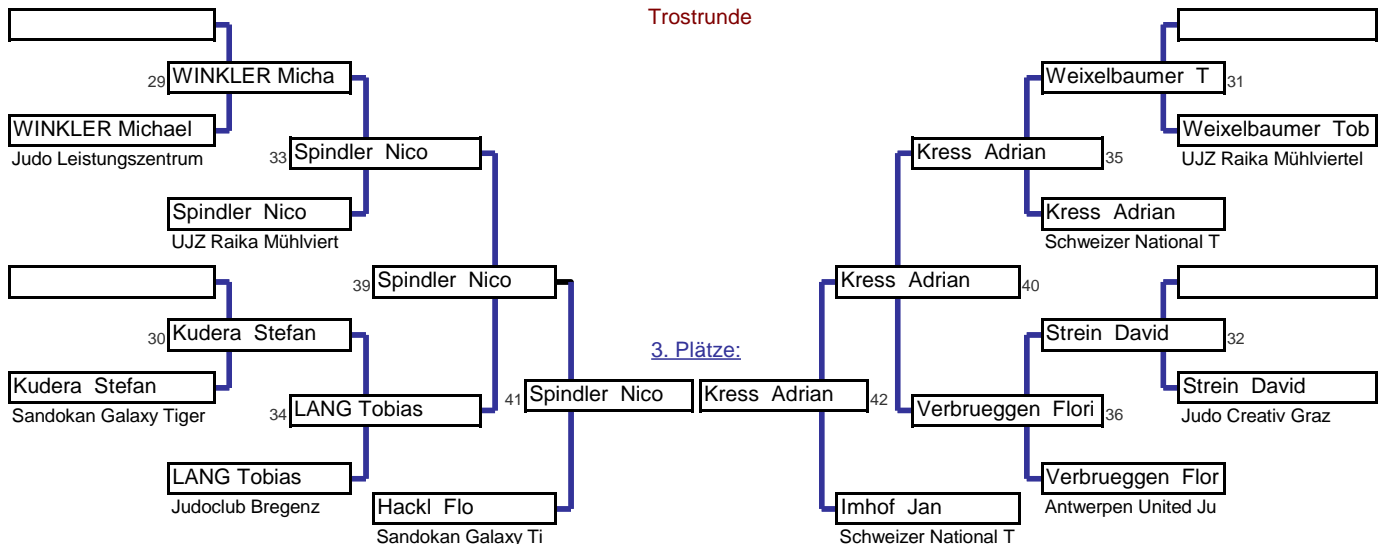 Trostrunde
29 WINKLER Micha
WINKLER Michael
Judo Leistungszentrum
33 Spindler Nico
Spindler Nico
UJZ Raika Mühlviert
39 Spindler Nico
30 Kudera Stefan
Kudera Stefan
Sandokan Galaxy Tiger
34 LANG Tobias
LANG Tobias
Judoclub Bregenz
41 Spindler Nico
Hackl Flo
Sandokan Galaxy Ti
3. Plätze:
Weixelbaumer T 31
Weixelbaumer Tob
UJZ Raika Mühlviertel
Kress Adrian 35
Kress Adrian
Schweizer National T
Kress Adrian 40
Strein David 32
Strein David
Judo Creativ Graz
Kress Adrian 42
Verbrueggen Flori 36
Verbrueggen Flor
Antwerpen United Ju
Imhof Jan
Schweizer National T